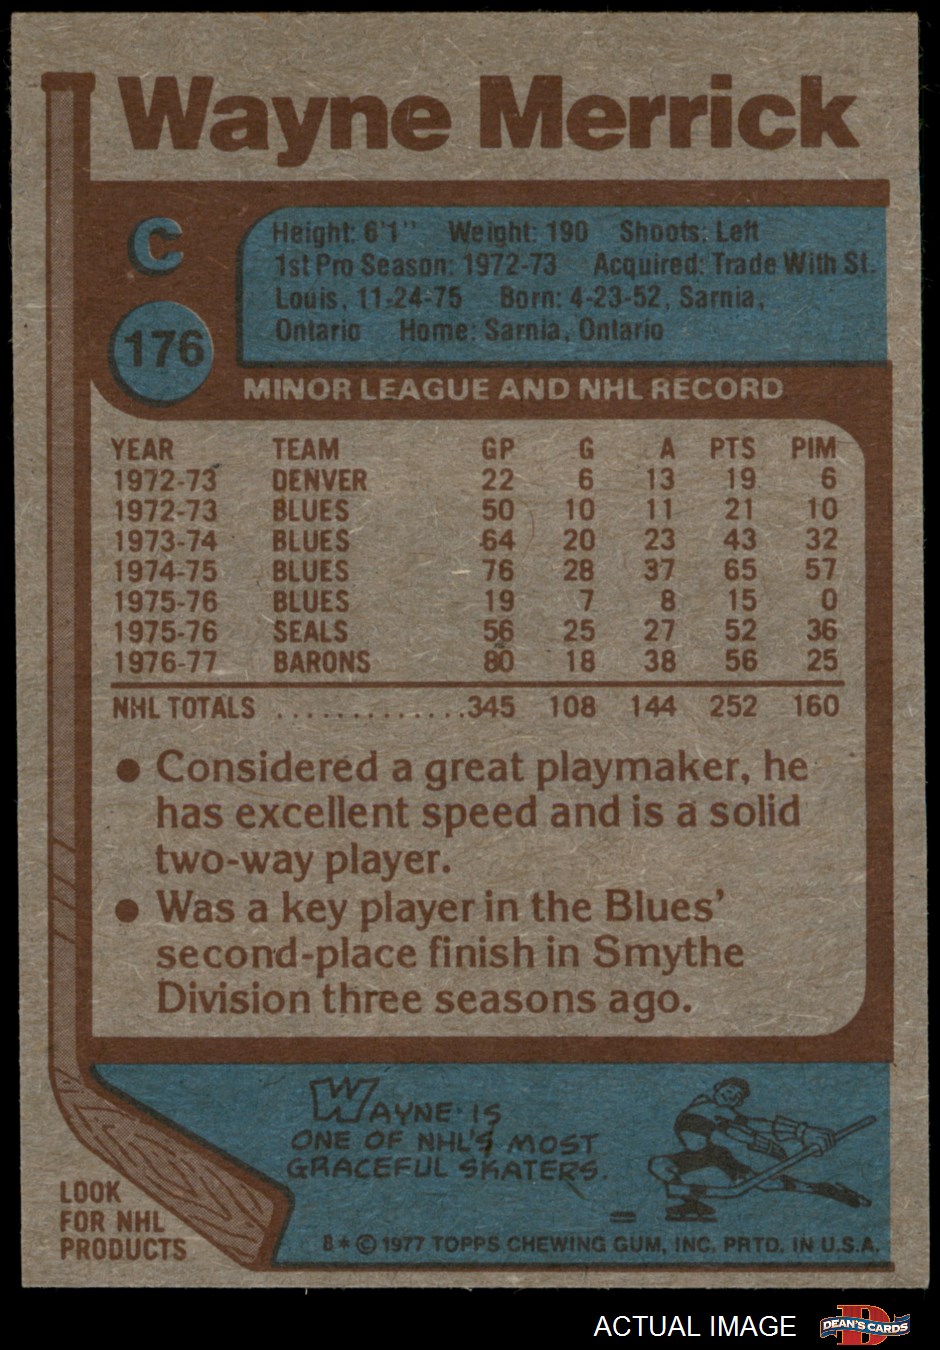 Wayne Merrick
C
176
Height: 6'1" Weight: 190 Shoots: Left
1st Pro Season: 1972-73 Acquired: Trade With St.
Louis, 11-24-75 Born: 4-23-52, Sarnia,
Ontario Home: Sarnia, Ontario
MINOR LEAGUE AND NHL RECORD
YEAR TEAM GP G A PTS PIM
1972-73 DENVER 22 6 13 19 6
1972-73 BLUES 50 10 11 21 10
1973-74 BLUES 64 20 23 43 32
1974-75 BLUES 76 28 37 65 57
1975-76 BLUES 19 7 8 15 0
1975-76 SEALS 56 25 27 52 36
1976-77 BARONS 80 18 38 56 25
NHL TOTALS ..............345 108 144 252 160
• Considered a great playmaker, he
has excellent speed and is a solid
two-way player.
• Was a key player in the Blues'
second-place finish in Smythe
Division three seasons ago.
WAYNE IS
ONE OF NHL'S MOST
GRACEFUL SKATERS.
LOOK
FOR NHL
PRODUCTS
B * © 1977 TOPPS CHEWING GUM, INC. PRTD. IN U.S.A.
ACTUAL IMAGE
D
DEAN'S CARDS